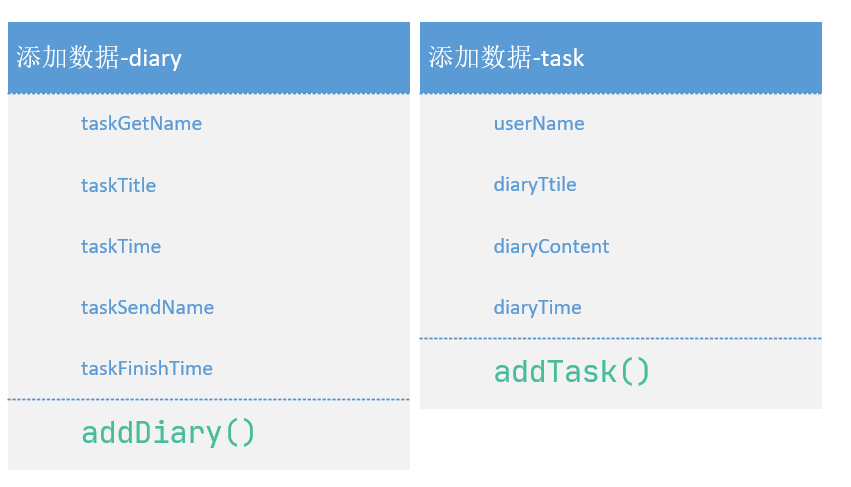 添加数据-diary
taskGetName
taskTitle
taskTime
taskSendName
taskFinishTime
addDiary()
添加数据-task
userName
diaryTtile
diaryContent
diaryTime
addTask()